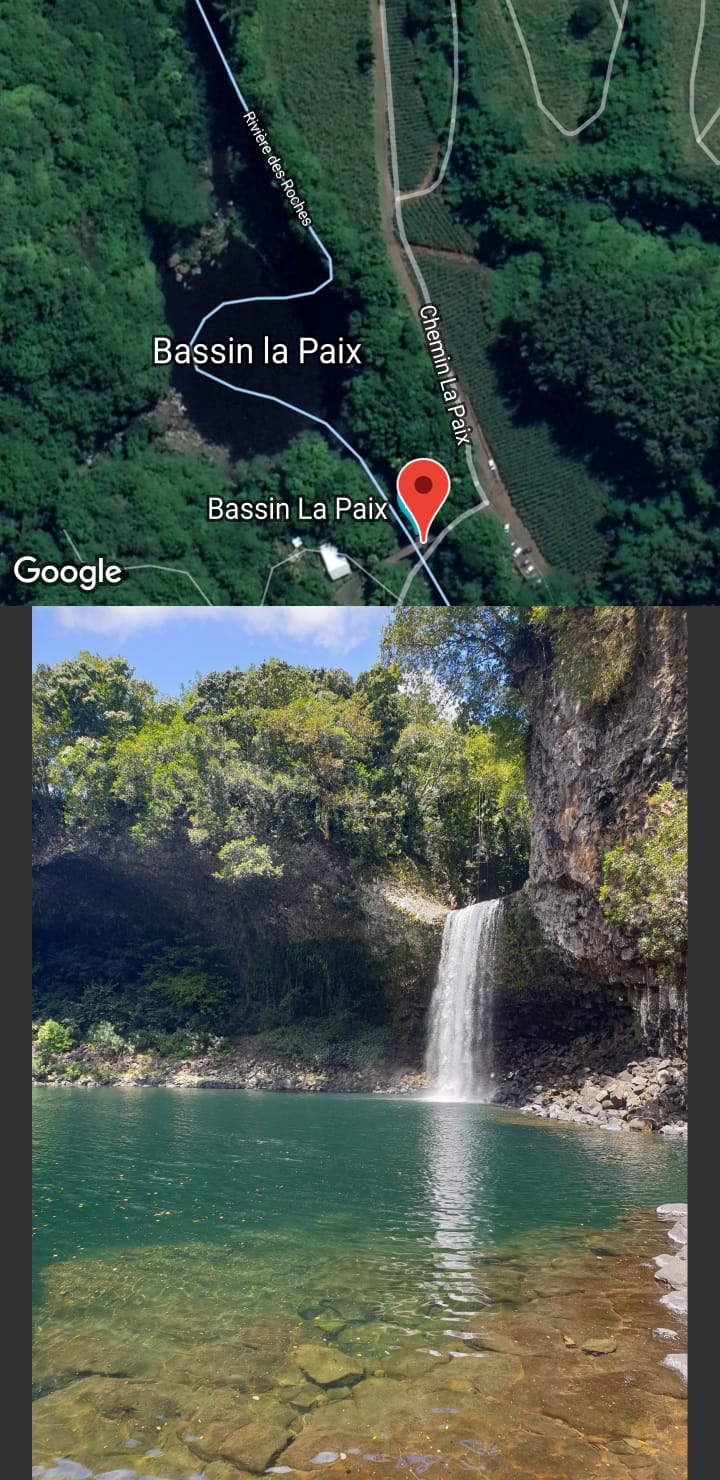 Rivière des Roches
Bassin la Paix
Chemin La Paix
Bassin La Paix
Google